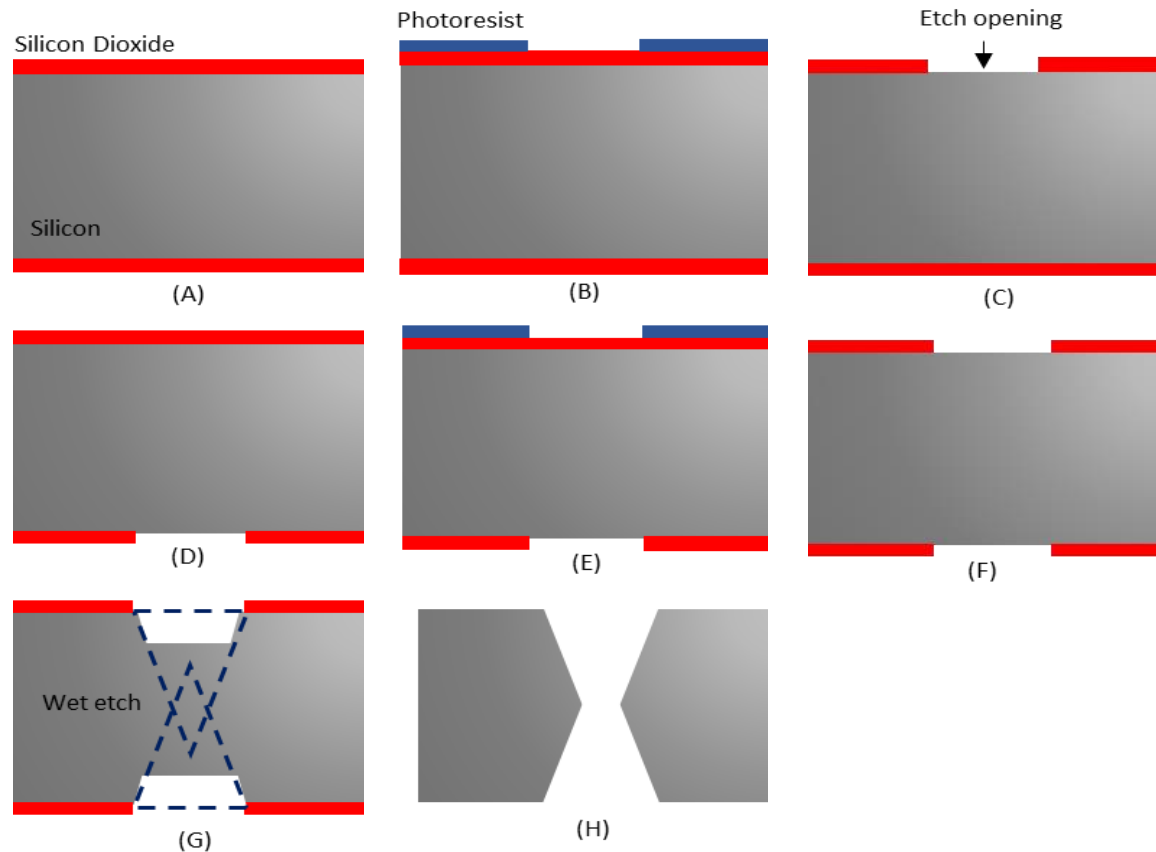 Silicon Dioxide
Silicon
(A)
Photoresist
(B)
Etch opening
(C)
(D)
(E)
(F)
Wet etch
(G)
(H)